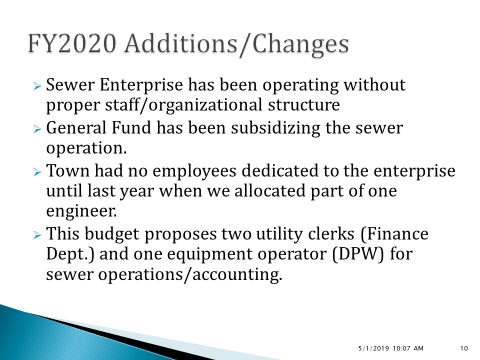 FY2020 Additions/Changes
Sewer Enterprise has been operating without
proper staff/organizational structure
General Fund has been subsidizing the sewer
operation.
Town had no employees dedicated to the enterprise
until last year when we allocated part of one
engineer.
This budget proposes two utility clerks (Finance
Dept.) and one equipment operator (DPW) for
sewer operations/accounting.
5/1/2019 10:07 AM
10